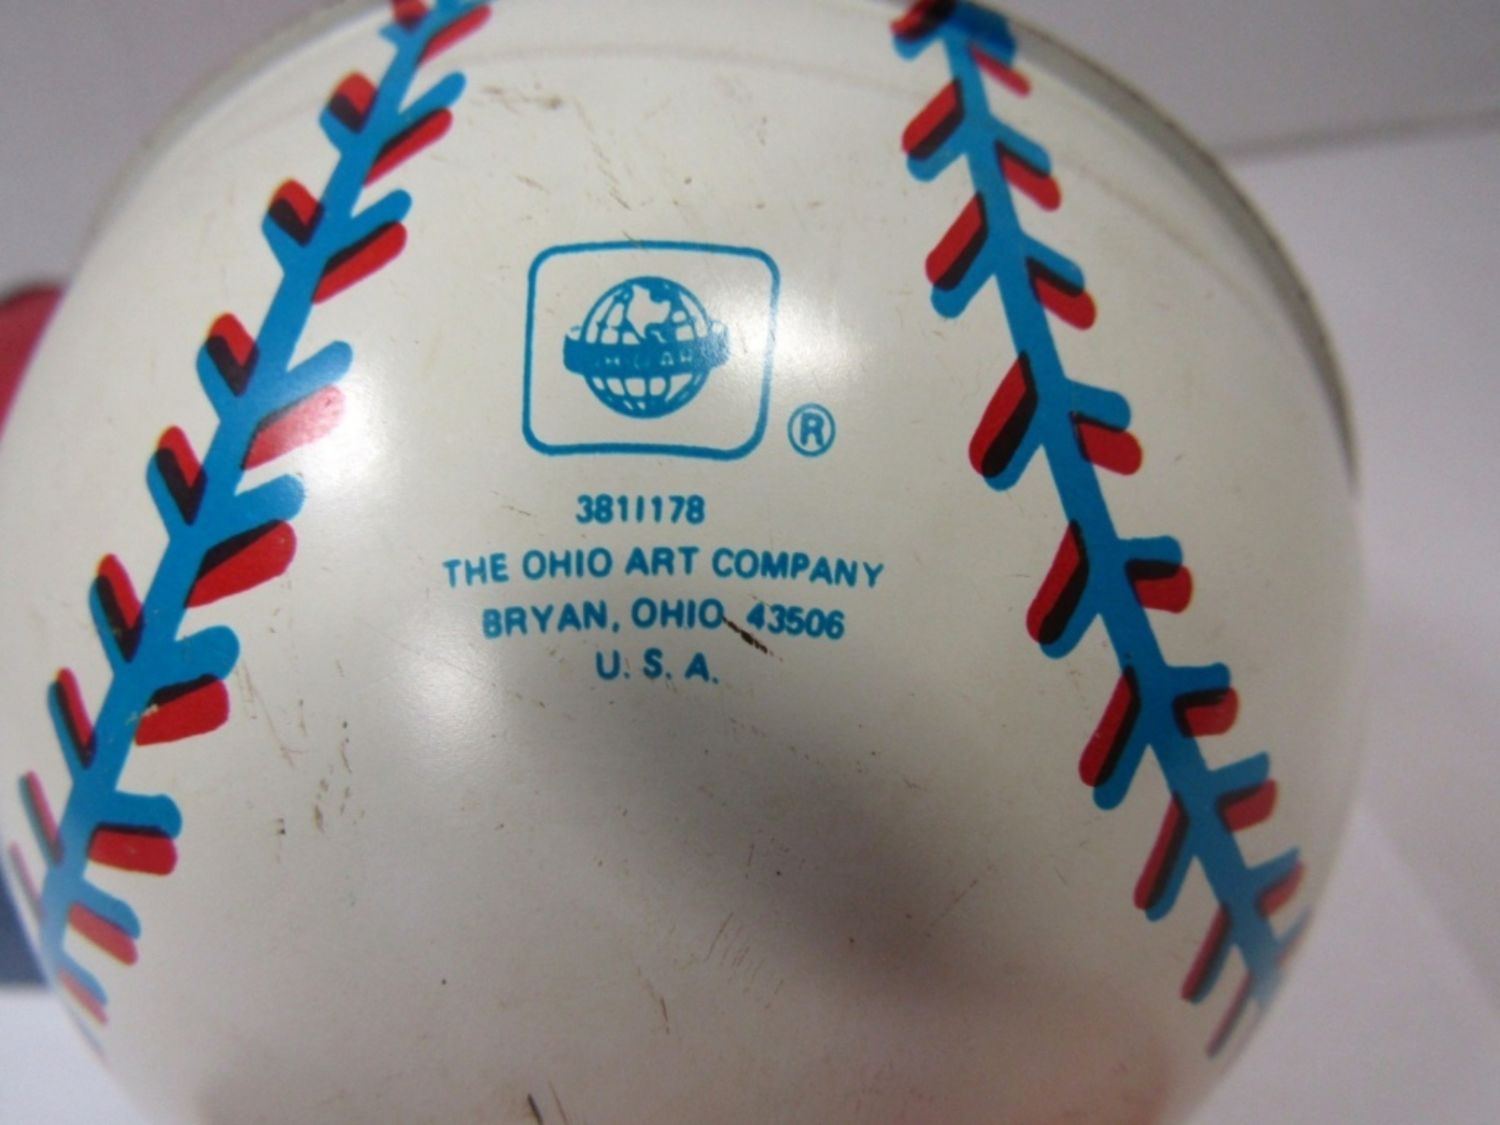 ®
3811178
THE OHIO ART COMPANY
BRYAN, OHIO 43506
U. S. A.